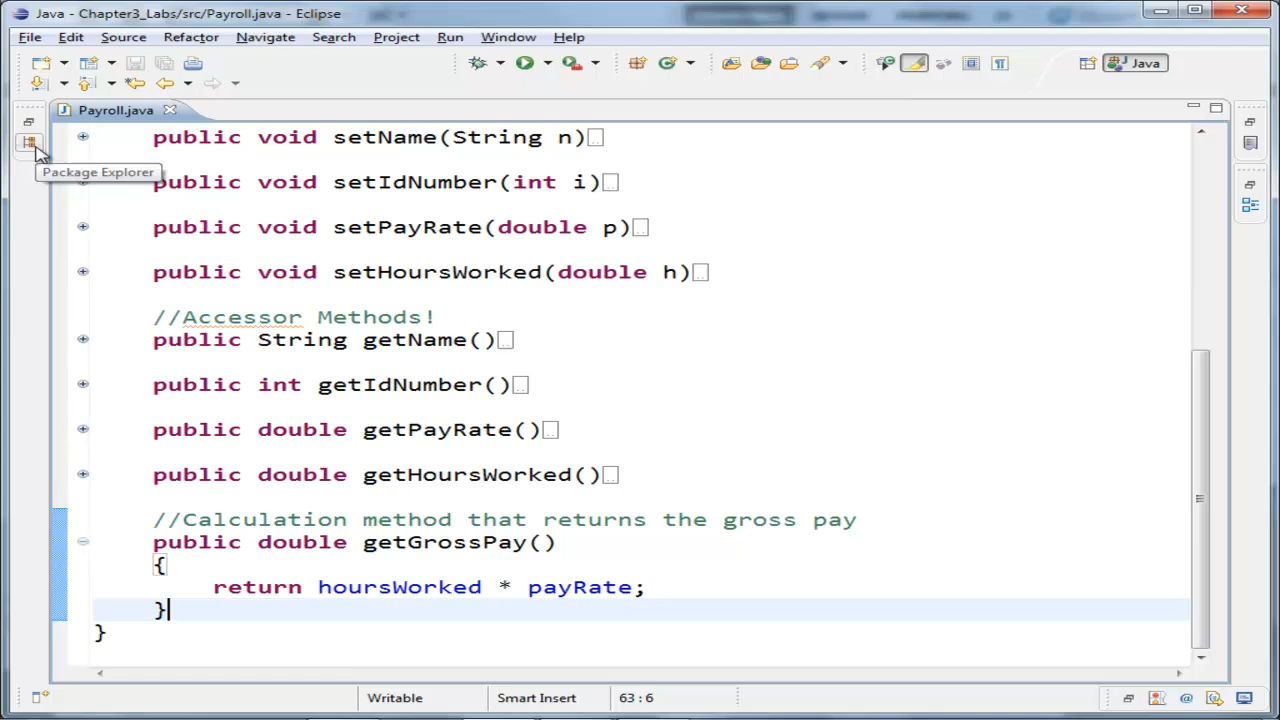 Java - Chapter3_Labs/src/Payroll.java - Eclipse
File Edit Source Refactor Navigate Search Project Run Window Help
Java
Payroll.java
public void setName(String n)
Package Explorer
public void setIdNumber(int i)
public void setPayRate(double p)
public void setHoursWorked(double h)
//Accessor Methods!
public String getName()
public int getIdNumber()
public double getPayRate()
public double getHoursWorked()
//Calculation method that returns the gross pay
public double getGrossPay()
{
return hoursWorked * payRate;
}
}
Writable Smart Insert 63 : 6